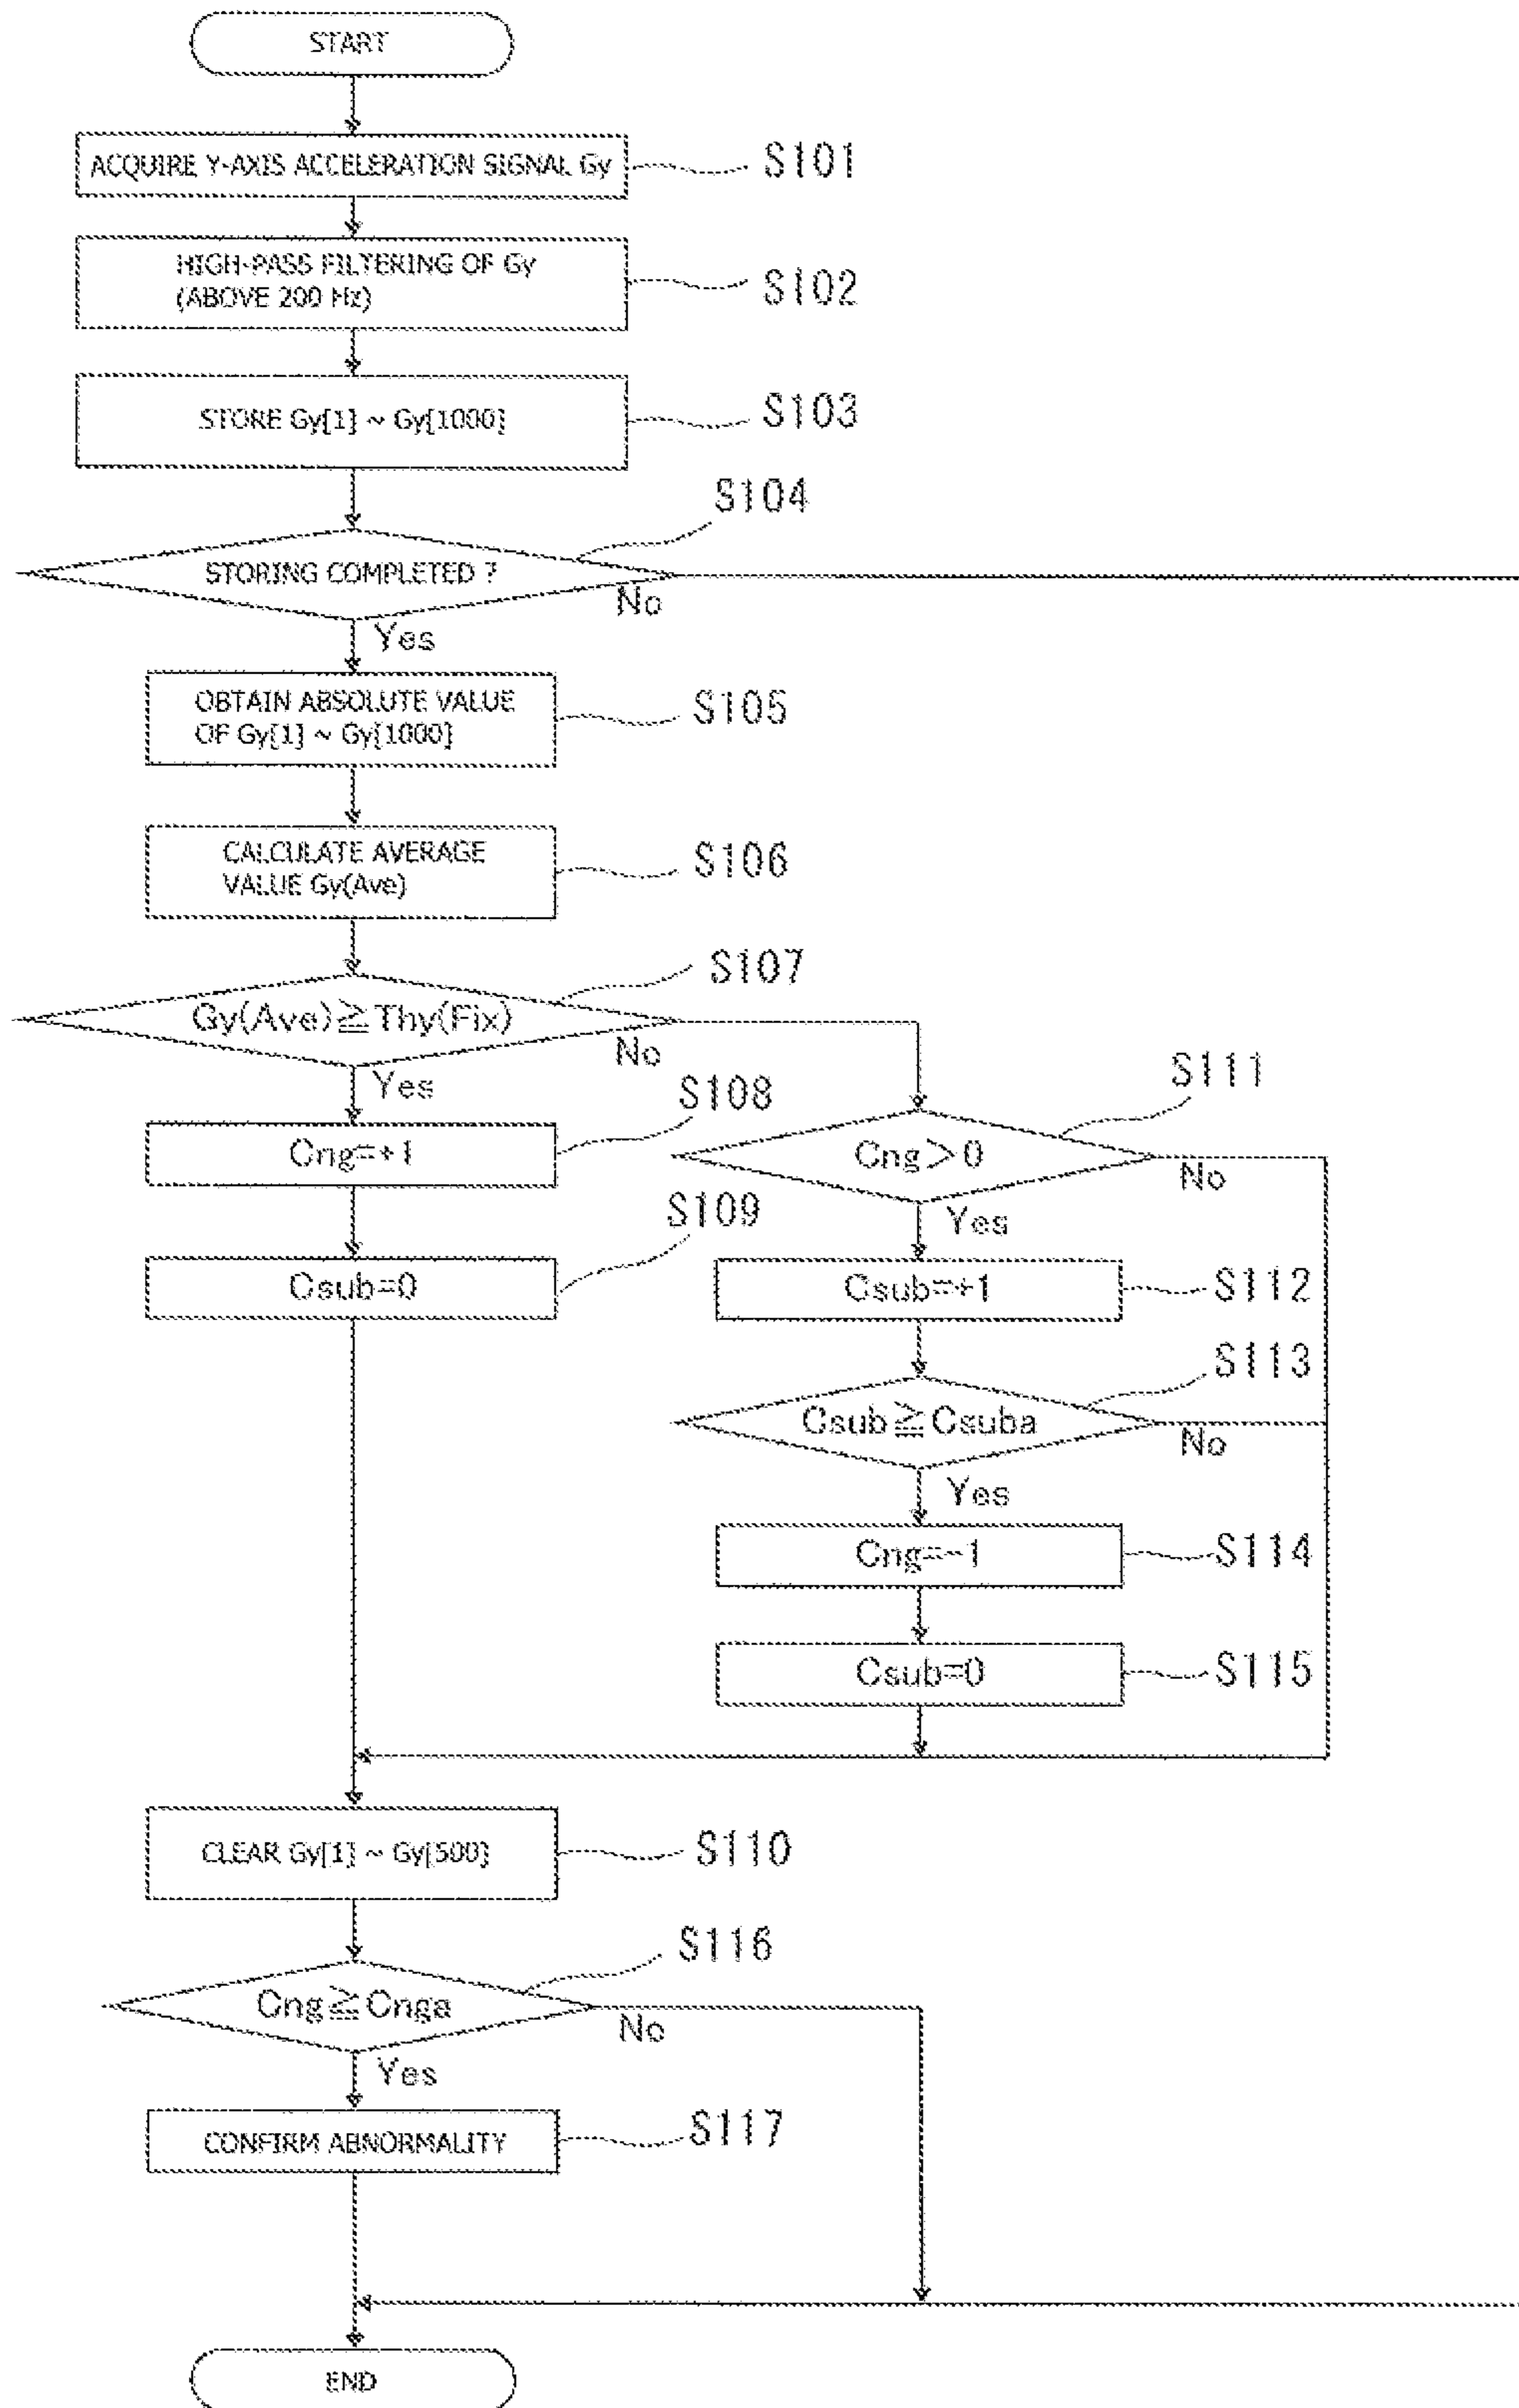 START
ACQUIRE Y-AXIS ACCELERATION SIGNAL Gy
S101
HIGH-PASS FILTERING OF Gy
(ABOVE 200 Hz)
S102
STORE Gy[1] ~ Gy[1000]
S103
S104
STORING COMPLETED ?
No
Yes
OBTAIN ABSOLUTE VALUE
OF Gy[1] ~ Gy[1000]
S105
CALCULATE AVERAGE
VALUE Gy(Ave)
S106
S107
Gy(Ave)≧Thy(Fix)
No
Yes
S108
Cng=+1
S109
Csub=0
S111
Cng>0
No
Yes
Csub=+1
S112
S113
Csub≧Csuba
No
Yes
Cng=-1
S114
Csub=0
S115
CLEAR Gy[1] ~ Gy[500]
S110
S116
Cng≧Cnga
No
Yes
CONFIRM ABNORMALITY
S117
END